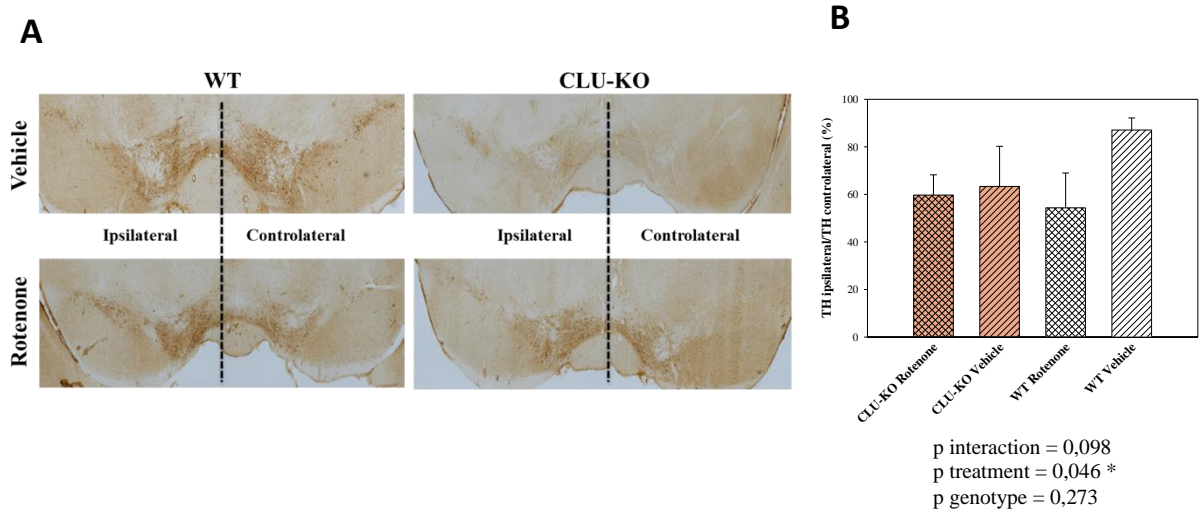 A
WT
CLU-KO
Vehicle
Ipsilateral
Controlateral
Ipsilateral
Controlateral
Rotenone
B
TH ipsilateral/TH controlateral (%)
100
80
60
40
20
0
CLU-KO Rotenone
CLU-KO Vehicle
WT Rotenone
WT Vehicle
p interaction = 0,098
p treatment = 0,046 *
p genotype = 0,273